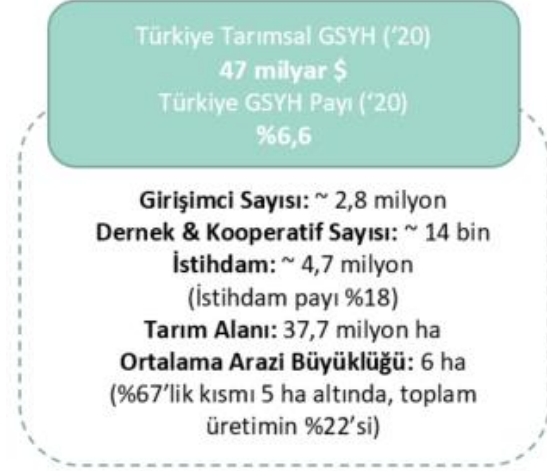 Türkiye Tarımsal GSYH (‘20)
47 milyar $
Türkiye GSYH Payı (‘20)
%6,6
Girişimci Sayısı: ~ 2,8 milyon
Dernek & Kooperatif Sayısı: ~ 14 bin
İstihdam: ~ 4,7 milyon
(İstihdam payı %18)
Tarım Alanı: 37,7 milyon ha
Ortalama Arazi Büyüklüğü: 6 ha
(%67’lik kısmı 5 ha altında, toplam
üretimin %22’si)